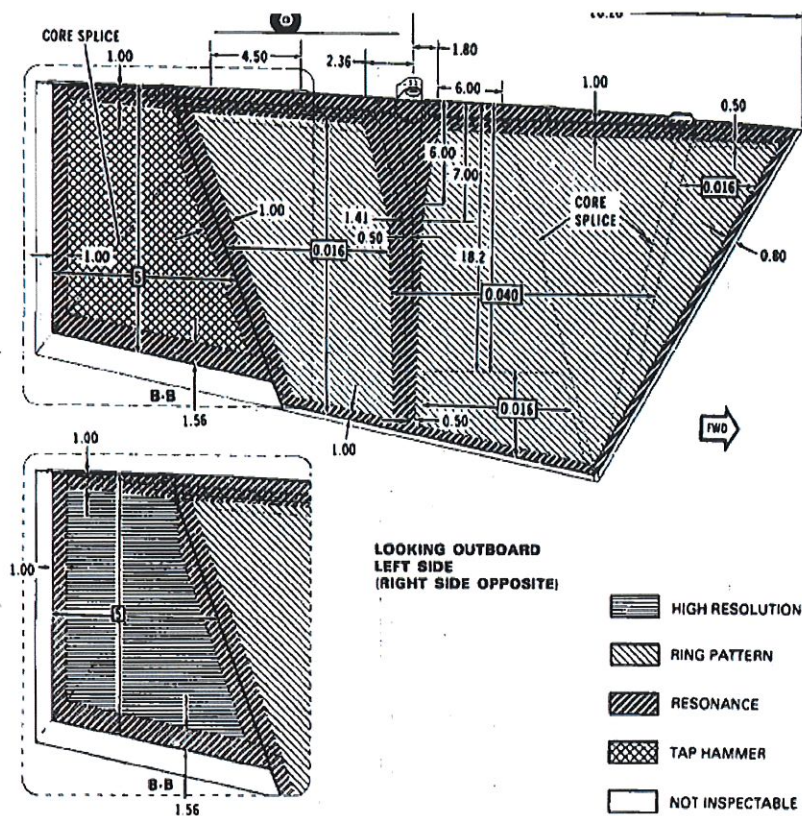 CORE SPLICE
1.00
4.50
2.36
1.80
6.00
1.00
0.50
6.00
7.00
0.016
1.41
0.50
1.00
CORE
SPLICE
0.016
18.2
0.80
1.00
5
0.040
B-B
1.56
0.016
0.50
1.00
FWD
1.00
LOOKING OUTBOARD
LEFT SIDE
(RIGHT SIDE OPPOSITE)
1.00
5
HIGH RESOLUTION
RING PATTERN
RESONANCE
TAP HAMMER
NOT INSPECTABLE
B-B
1.56